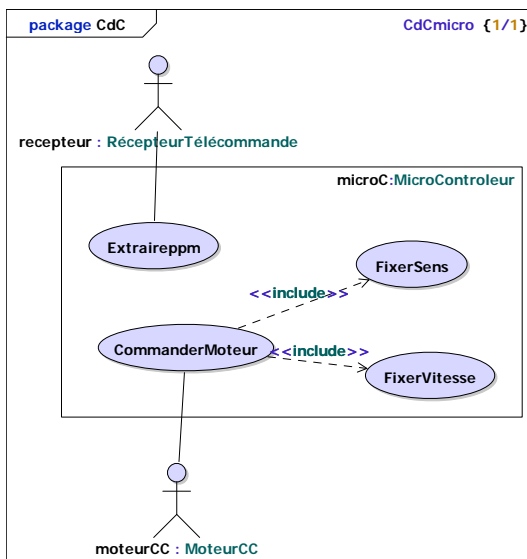 package CdC
CdCmicro {1/1}
recepteur : RécepteurTélécommande
microC:MicroControleur
Extraireppm
FixerSens
<<include>>
CommanderMoteur
<<include>>
FixerVitesse
moteurCC : MoteurCC